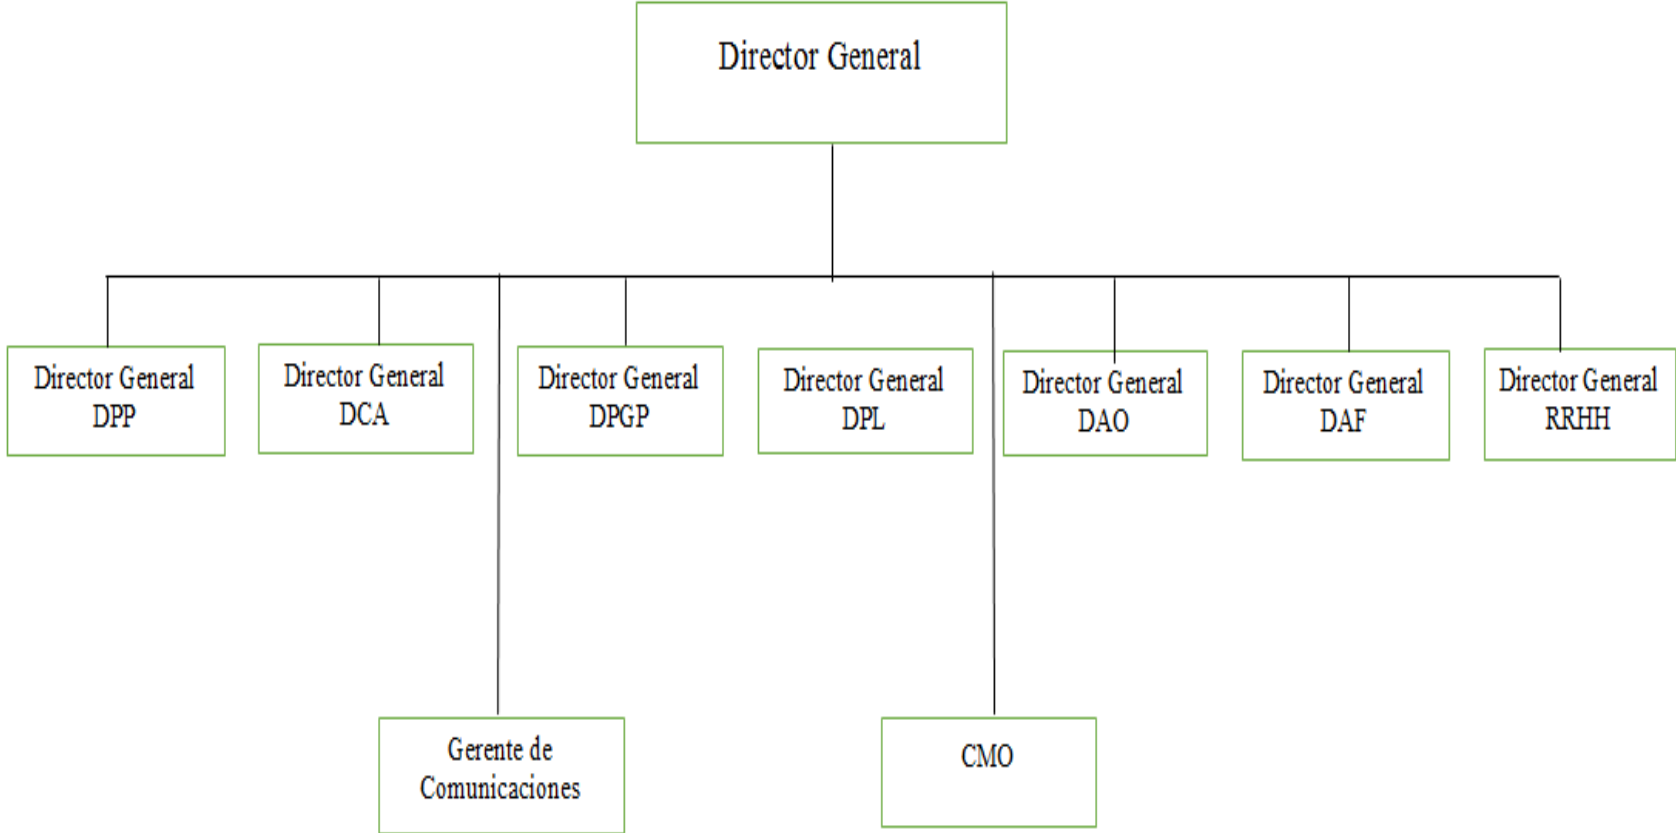 Director General
Director General
DPP
Director General
DCA
Director General
DPGP
Director General
DPL
Director General
DAO
Director General
DAF
Director General
RRHH
Gerente de
Comunicaciones
CMO